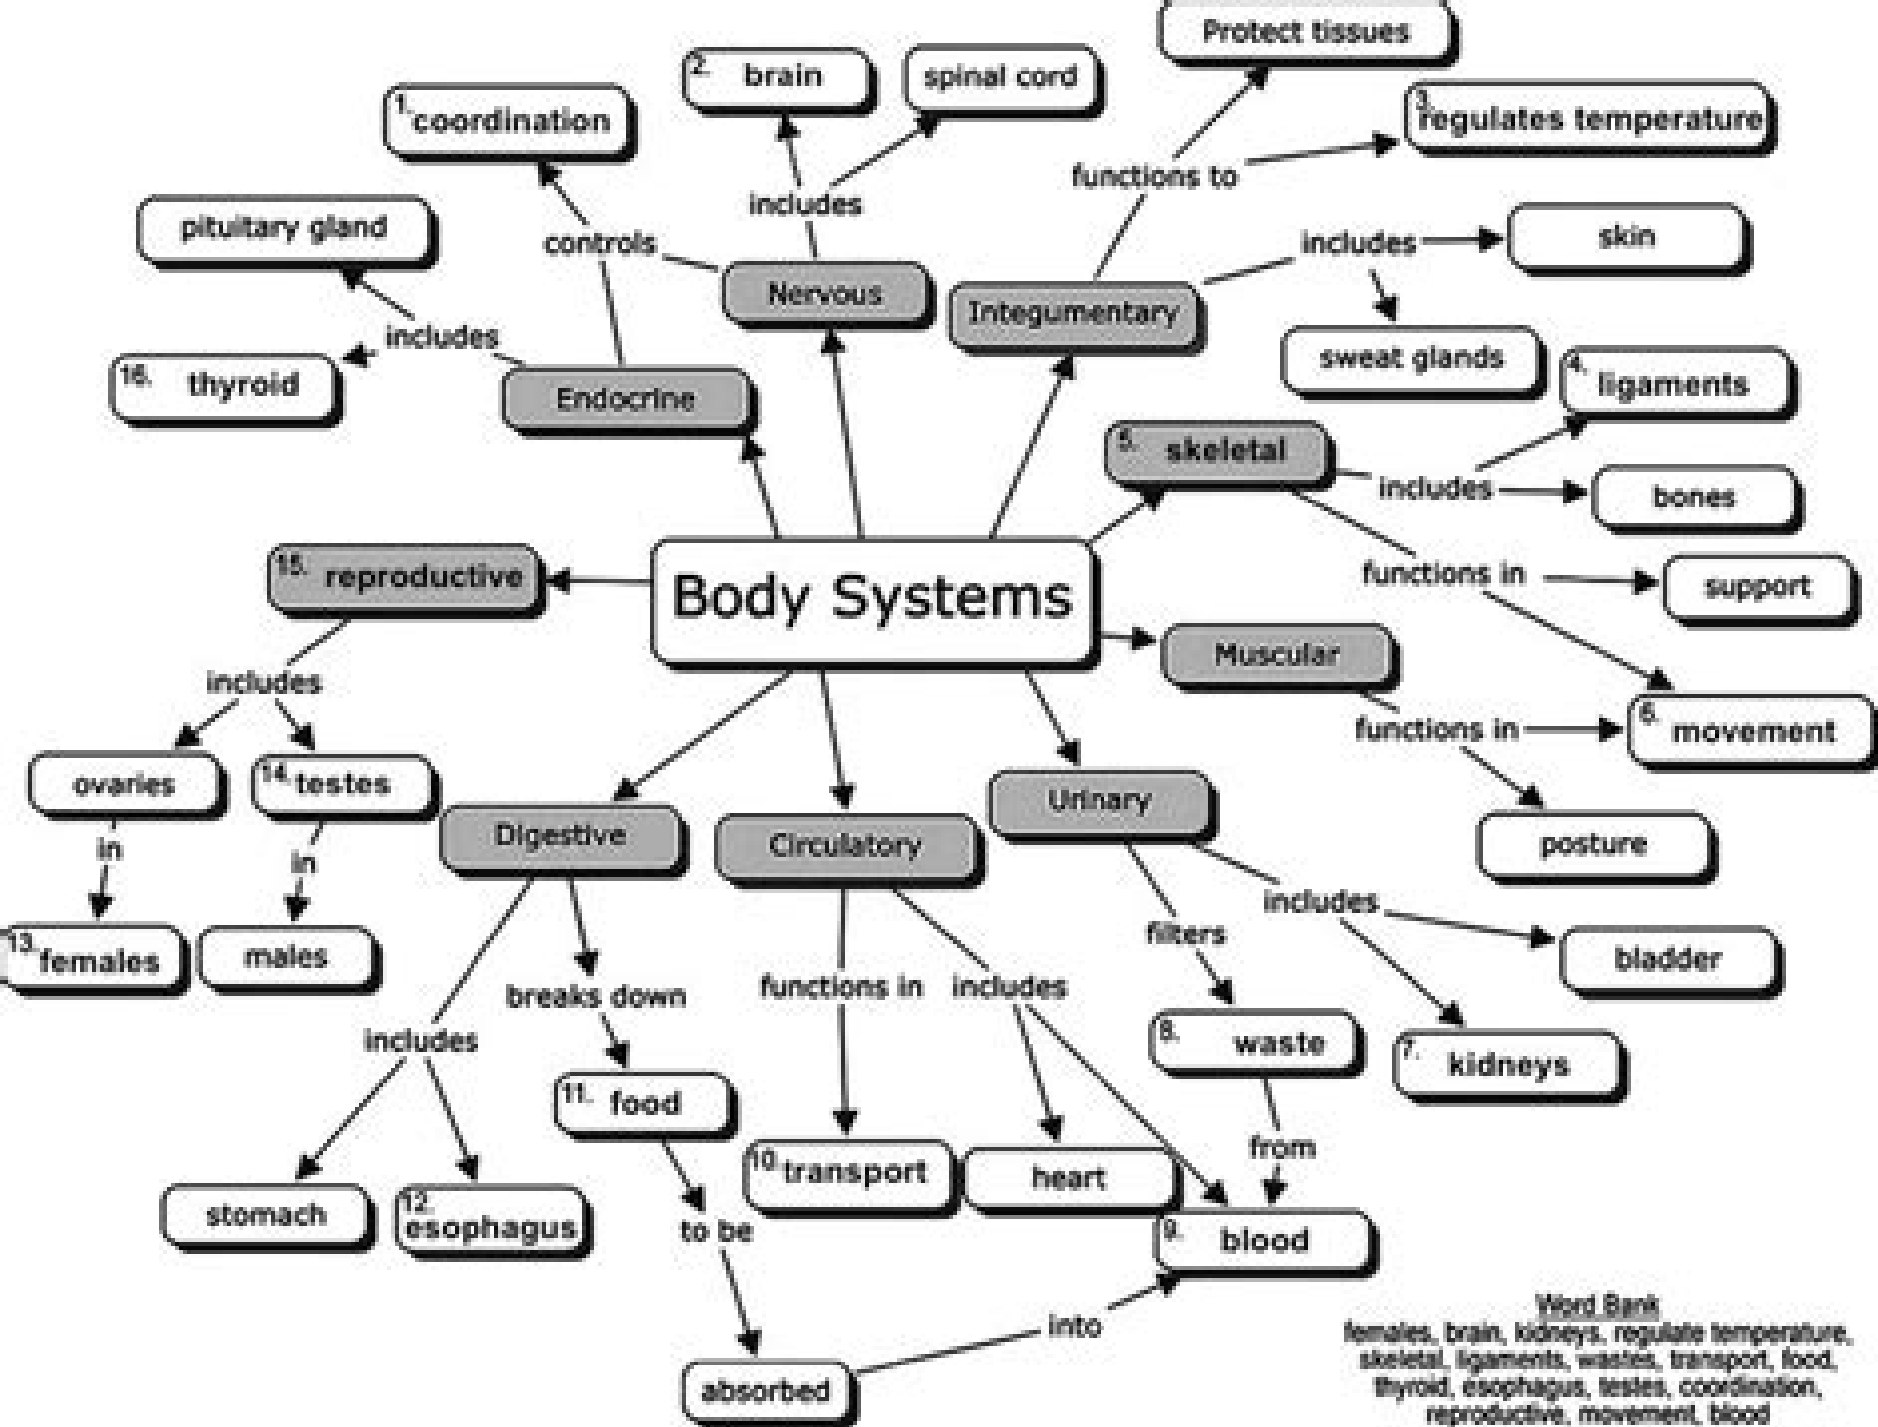 Protect tissues
2. brain
spinal cord
1. coordination
3. regulates temperature
functions to
pituitary gland
includes
controls
includes
skin
Nervous
Integumentary
includes
16. thyroid
Endocrine
sweat glands
4. ligaments
5. skeletal
includes
bones
15. reproductive
Body Systems
functions in
support
Muscular
includes
functions in
6. movement
ovaries
14. testes
Digestive
Circulatory
Urinary
posture
in
in
includes
13. females
males
filters
bladder
breaks down
functions in
includes
includes
8. waste
7. kidneys
11. food
from
10. transport
heart
stomach
12. esophagus
to be
9. blood
into
absorbed
Word Bank
females, brain, kidneys, regulate temperature,
skeletal, ligaments, wastes, transport, food,
thyroid, esophagus, testes, coordination,
reproductive, movement, blood